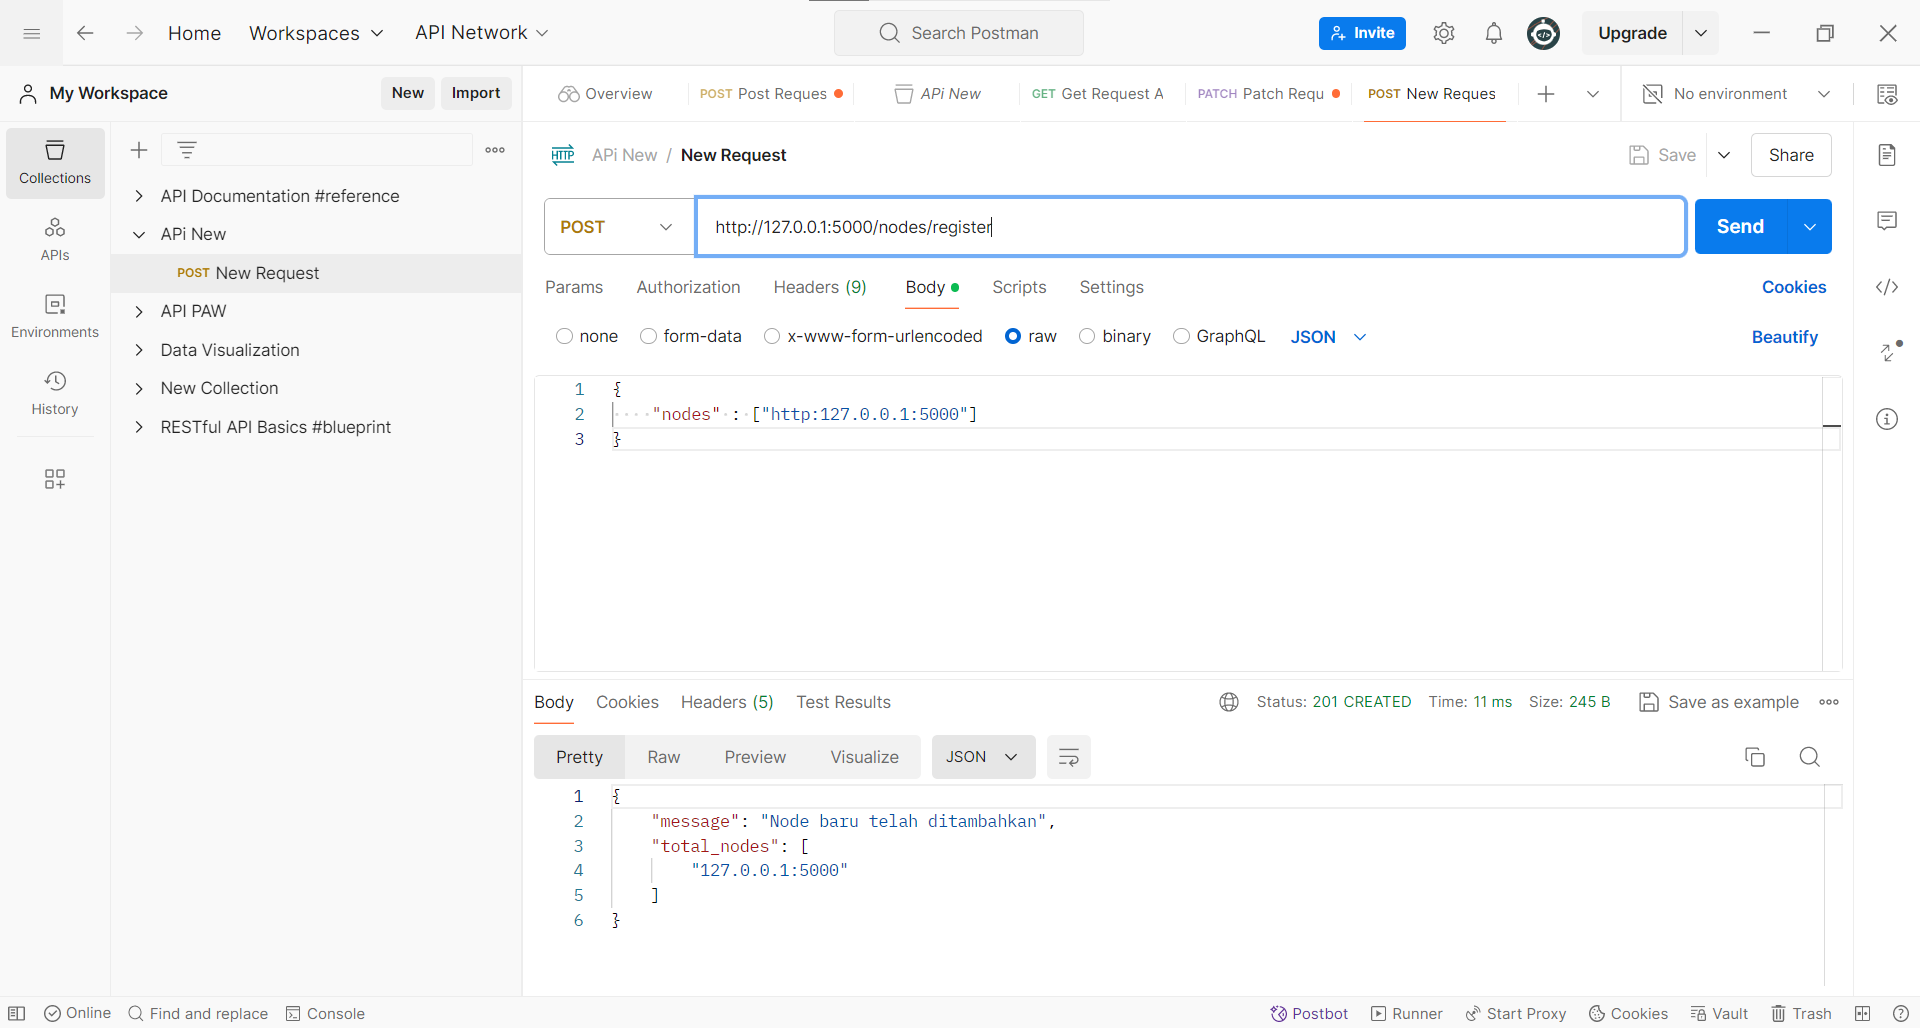 Home
Workspaces
API Network
Search Postman
Invite
Upgrade
My Workspace
New
Import
Overview
POST Post Reques
APi New
GET Get Request A
PATCH Patch Requ
POST New Reques
No environment
Collections
APIs
Environments
History
API Documentation #reference
APi New
POST New Request
API PAW
Data Visualization
New Collection
RESTful API Basics #blueprint
HTTP
APi New / New Request
Save
Share
POST
http://127.0.0.1:5000/nodes/register
Send
Params
Authorization
Headers (9)
Body
Scripts
Settings
Cookies
none
form-data
x-www-form-urlencoded
raw
binary
GraphQL
JSON
Beautify
1 {
2 "nodes" : ["http:127.0.0.1:5000"]
3 }
Body
Cookies
Headers (5)
Test Results
Status: 201 CREATED
Time: 11 ms
Size: 245 B
Save as example
Pretty
Raw
Preview
Visualize
JSON
1 {
2 "message": "Node baru telah ditambahkan",
3 "total_nodes": [
4 "127.0.0.1:5000"
5 ]
6 }
Online
Find and replace
Console
Postbot
Runner
Start Proxy
Cookies
Vault
Trash